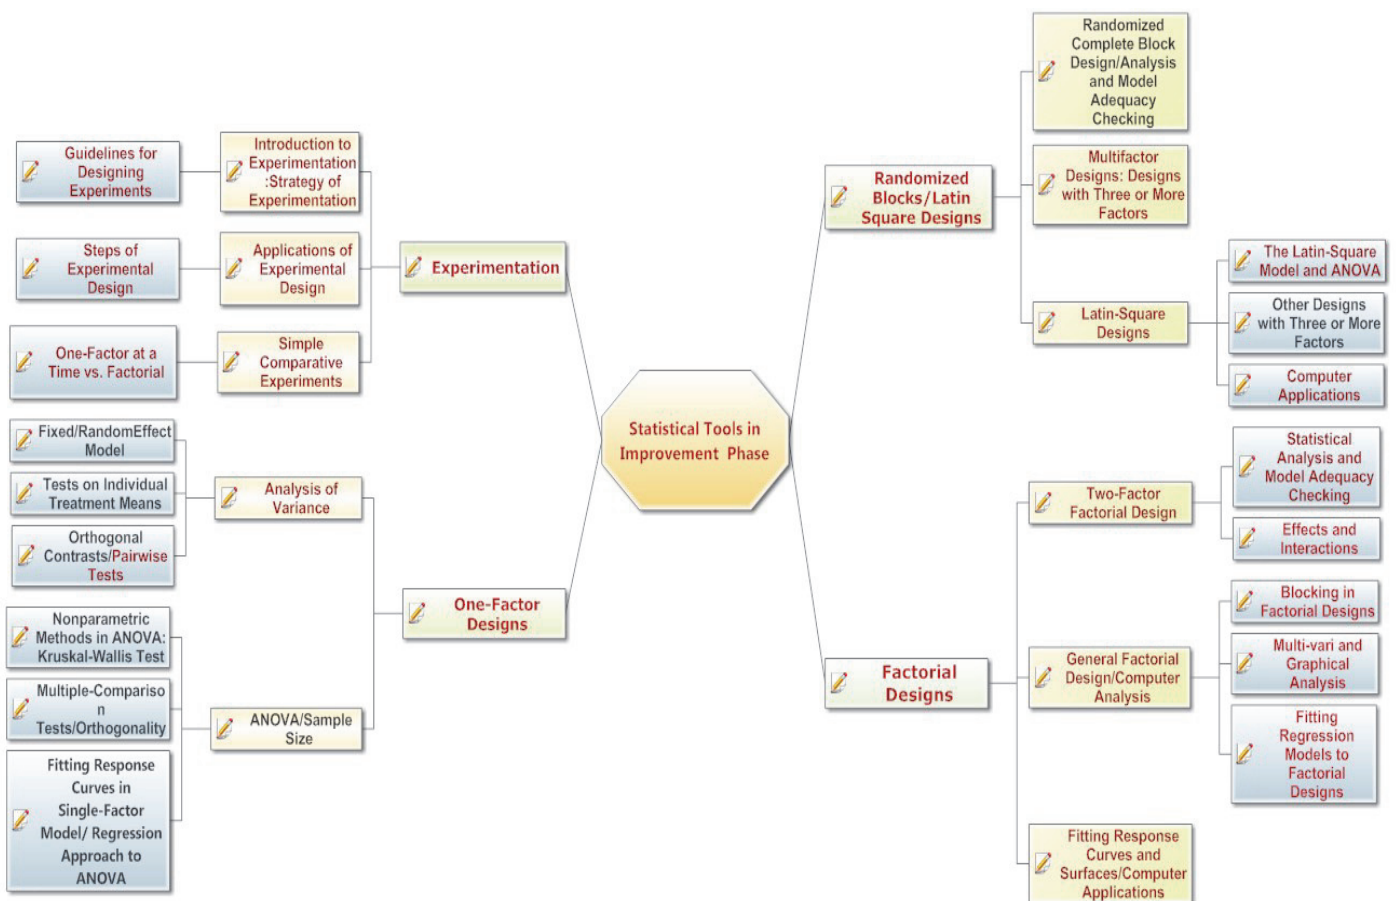 Statistical Tools in
Improvement Phase
Experimentation
Introduction to
Experimentation
:Strategy of
Experimentation
Guidelines for
Designing
Experiments
Applications of
Experimental
Design
Steps of
Experimental
Design
Simple
Comparative
Experiments
One-Factor at a
Time vs. Factorial
One-Factor
Designs
Analysis of
Variance
Fixed/RandomEffect
Model
Tests on Individual
Treatment Means
Orthogonal
Contrasts/Pairwise
Tests
ANOVA/Sample
Size
Nonparametric
Methods in ANOVA:
Kruskal-Wallis Test
Multiple-Compariso
n
Tests/Orthogonality
Fitting Response
Curves in
Single-Factor
Model/ Regression
Approach to
ANOVA
Randomized
Blocks/Latin
Square Designs
Randomized
Complete Block
Design/Analysis
and Model
Adequacy
Checking
Multifactor
Designs: Designs
with Three or More
Factors
Latin-Square
Designs
The Latin-Square
Model and ANOVA
Other Designs
with Three or More
Factors
Computer
Applications
Factorial
Designs
Two-Factor
Factorial Design
Statistical
Analysis and
Model Adequacy
Checking
Effects and
Interactions
General Factorial
Design/Computer
Analysis
Blocking in
Factorial Designs
Multi-vari and
Graphical
Analysis
Fitting
Regression
Models to
Factorial
Designs
Fitting Response
Curves and
Surfaces/Computer
Applications